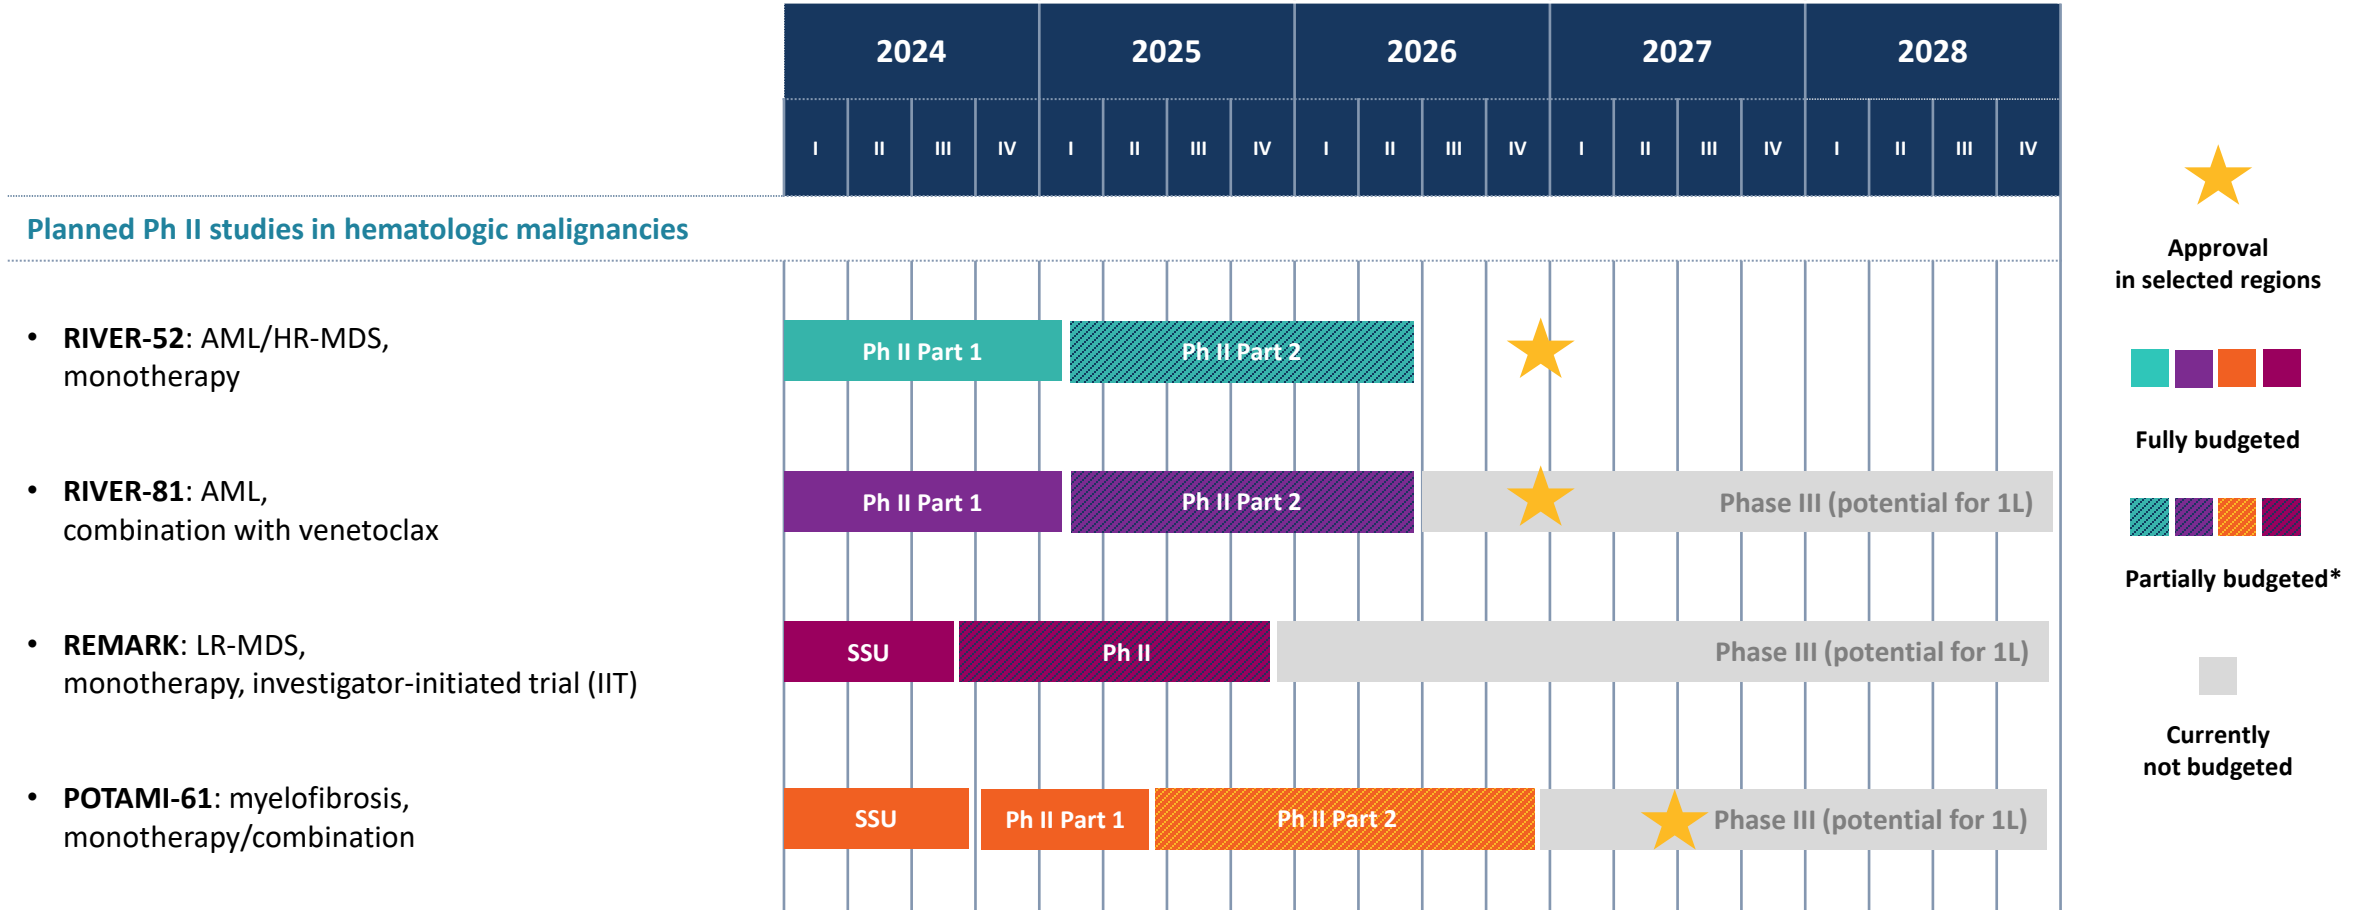 2024 2025 2026 2027 2028
I II III IV I II III IV I II III IV I II III IV I II III IV
Planned Ph II studies in hematologic malignancies
• RIVER-52: AML/HR-MDS,
monotherapy
Ph II Part 1 Ph II Part 2
• RIVER-81: AML,
combination with venetoclax
Ph II Part 1 Ph II Part 2 Phase III (potential for 1L)
• REMARK: LR-MDS,
monotherapy, investigator-initiated trial (IIT)
SSU Ph II Phase III (potential for 1L)
• POTAMI-61: myelofibrosis,
monotherapy/combination
SSU Ph II Part 1 Ph II Part 2 Phase III (potential for 1L)
Approval
in selected regions
Fully budgeted
Partially budgeted*
Currently
not budgeted